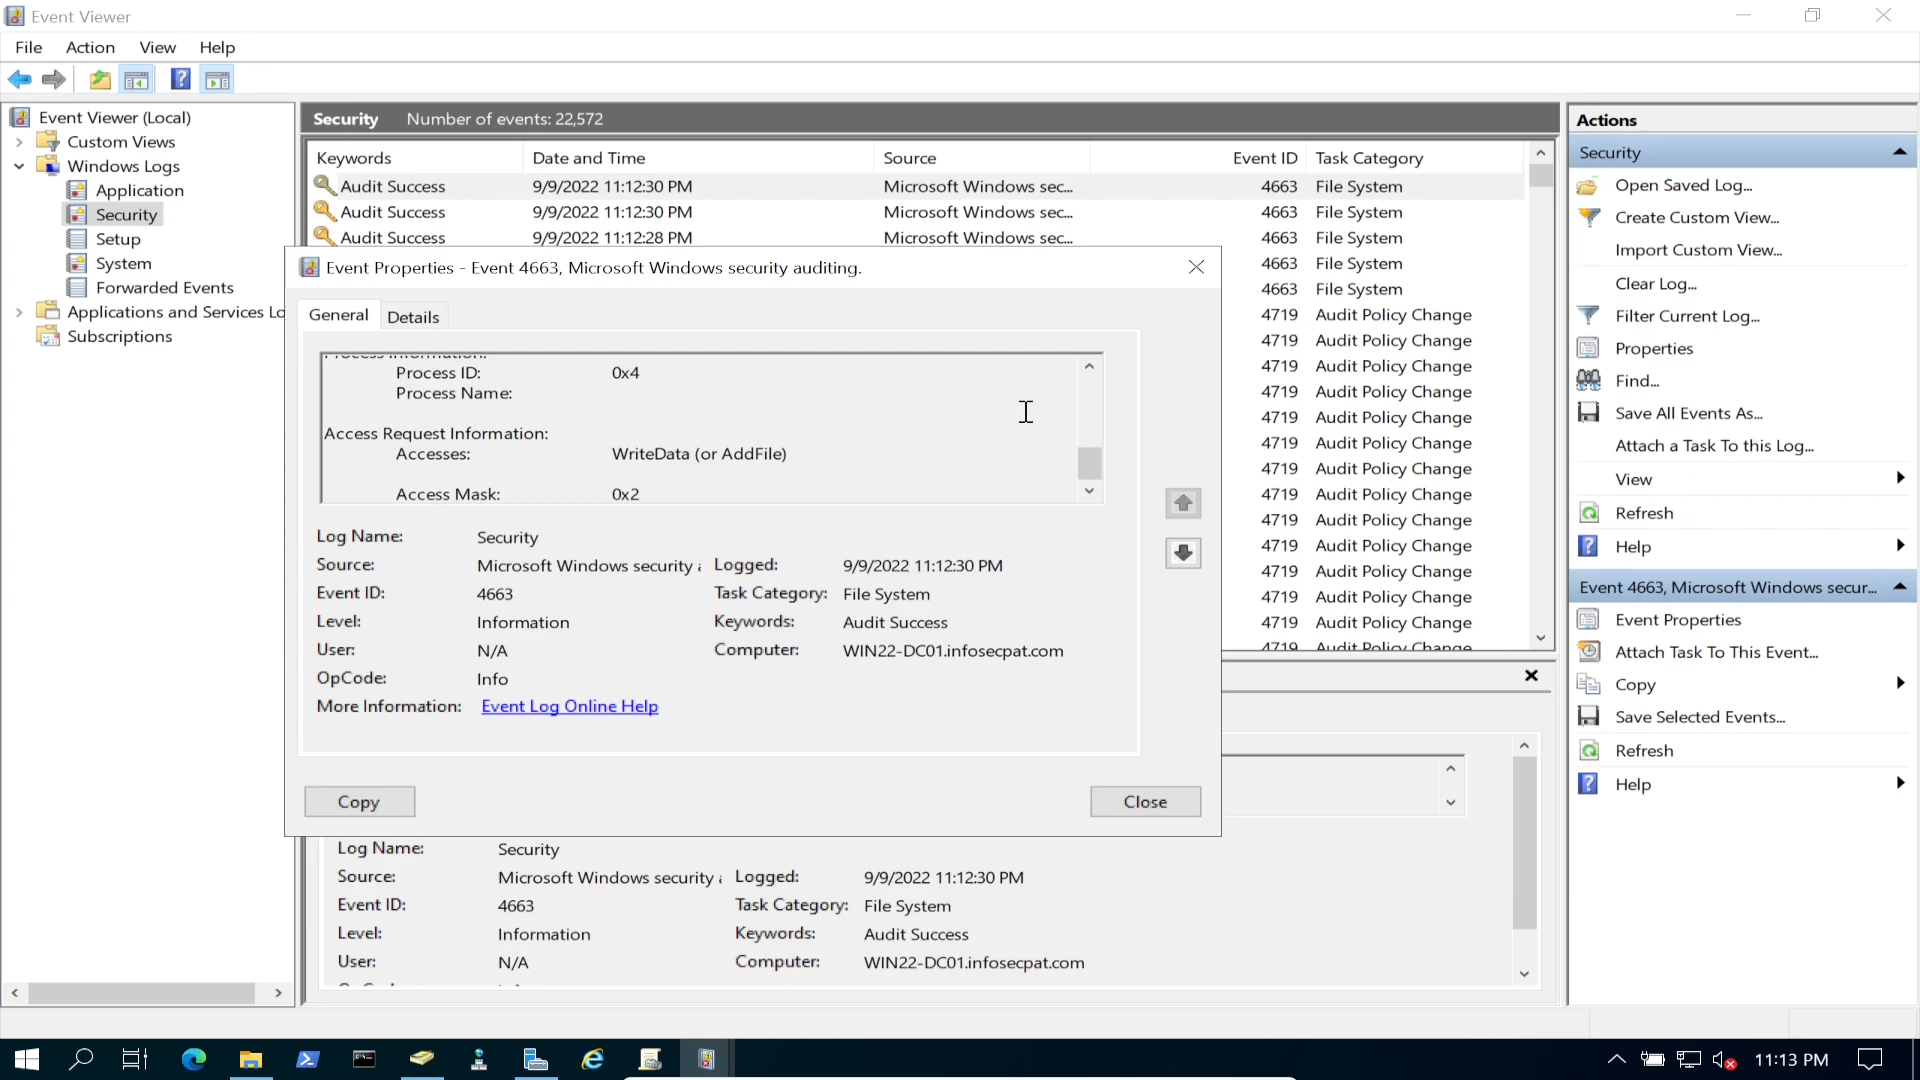 Event Viewer
File Action View Help
Event Viewer (Local)
Custom Views
Windows Logs
Application
Security
Setup
System
Forwarded Events
Applications and Services Lo
Subscriptions
Security Number of events: 22,572
Keywords Date and Time Source Event ID Task Category
Audit Success 9/9/2022 11:12:30 PM Microsoft Windows sec... 4663 File System
Audit Success 9/9/2022 11:12:30 PM Microsoft Windows sec... 4663 File System
Audit Success 9/9/2022 11:12:28 PM Microsoft Windows sec... 4663 File System
4663 File System
4663 File System
4719 Audit Policy Change
4719 Audit Policy Change
4719 Audit Policy Change
4719 Audit Policy Change
4719 Audit Policy Change
4719 Audit Policy Change
4719 Audit Policy Change
4719 Audit Policy Change
4719 Audit Policy Change
4719 Audit Policy Change
4719 Audit Policy Change
4719 Audit Policy Change
4719 Audit Policy Change
4719 Audit Policy Change
Event Properties - Event 4663, Microsoft Windows security auditing.
General Details
Process Information:
Process ID: 0x4
Process Name:
Access Request Information:
Accesses: WriteData (or AddFile)
Access Mask: 0x2
Log Name: Security
Source: Microsoft Windows security Logged: 9/9/2022 11:12:30 PM
Event ID: 4663 Task Category: File System
Level: Information Keywords: Audit Success
User: N/A Computer: WIN22-DC01.infosecpat.com
OpCode: Info
More Information: Event Log Online Help
Copy Close
Log Name: Security
Source: Microsoft Windows security Logged: 9/9/2022 11:12:30 PM
Event ID: 4663 Task Category: File System
Level: Information Keywords: Audit Success
User: N/A Computer: WIN22-DC01.infosecpat.com
Actions
Security
Open Saved Log...
Create Custom View...
Import Custom View...
Clear Log...
Filter Current Log...
Properties
Find...
Save All Events As...
Attach a Task To this Log...
View
Refresh
Help
Event 4663, Microsoft Windows secur...
Event Properties
Attach Task To This Event...
Copy
Save Selected Events...
Refresh
Help
11:13 PM